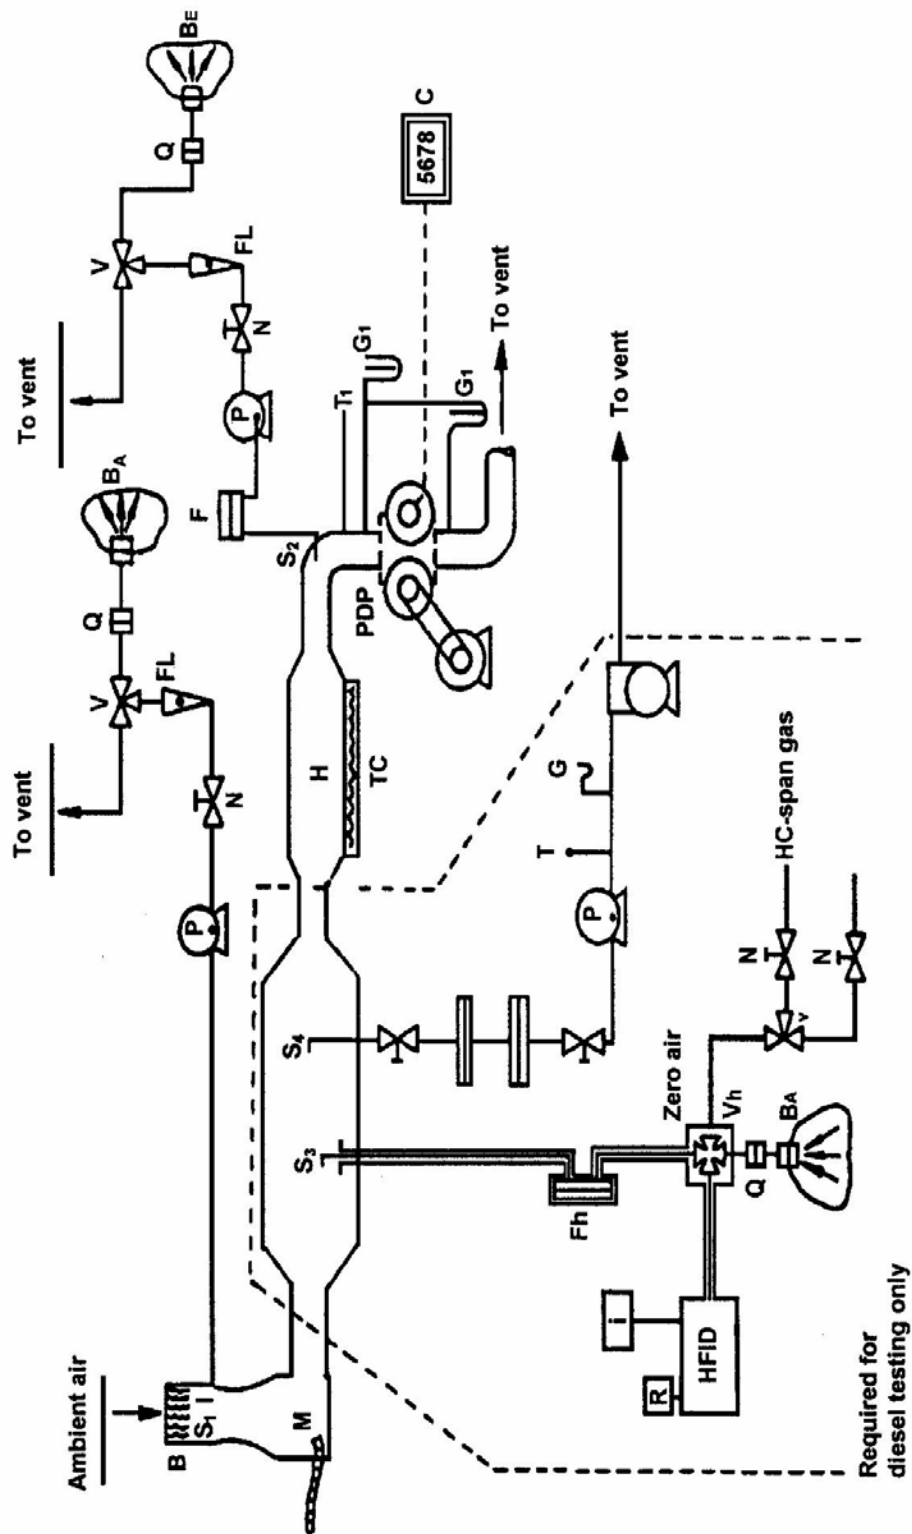 Ambient air
B
S1
I
M
To vent
V
Q
BA
FL
N
P
To vent
V
Q
BE
FL
N
P
F
S2
H
TC
T1
G1
G1
PDP
5678
C
To vent
S3
S4
P
T
G
To vent
Fh
i
R
HFID
Zero air
Vh
Q
BA
v
N
HC-span gas
N
Required for
diesel testing only